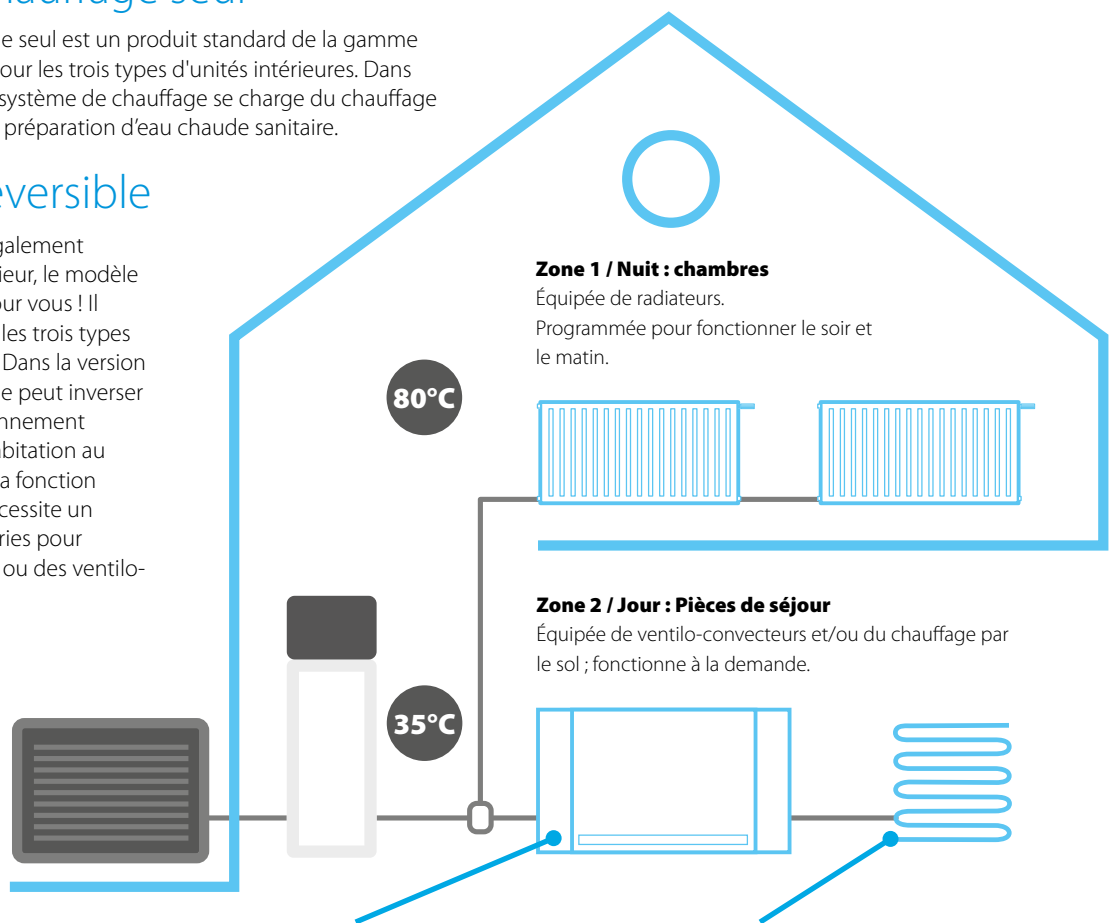 seul
e seul est un produit standard de la gamme
our les trois types d'unités intérieures. Dans
système de chauffage se charge du chauffage
préparation d’eau chaude sanitaire.
eversible
galement
ieur, le modèle
our vous ! Il
les trois types
Dans la version
e peut inverser
nnement
abitation au
a fonction
cessite un
ries pour
ou des ventilo-
Zone 1 / Nuit : chambres
Équipée de radiateurs.
Programmée pour fonctionner le soir et
le matin.
80°C
Zone 2 / Jour : Pièces de séjour
Équipée de ventilo-convecteurs et/ou du chauffage par
le sol ; fonctionne à la demande.
35°C